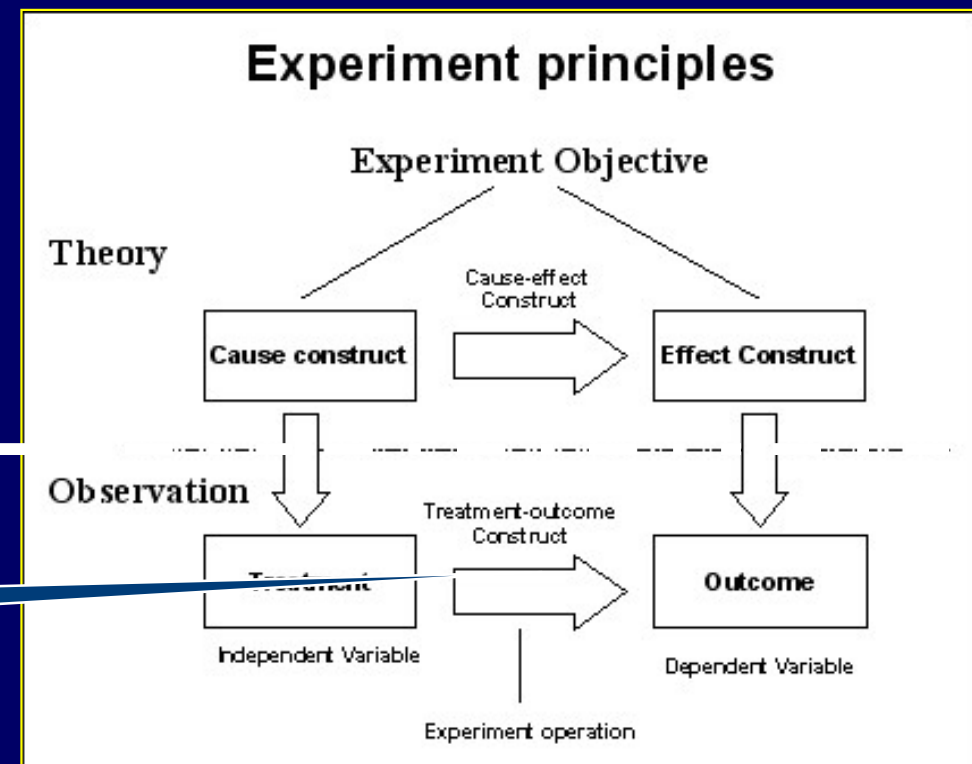 Experiment principles
Experiment Objective
Theory
Cause-effect
Construct
Cause construct
Effect Construct
Observation
Treatment-outcome
Construct
Treatment
Outcome
Independent Variable
Dependent Variable
Experiment operation